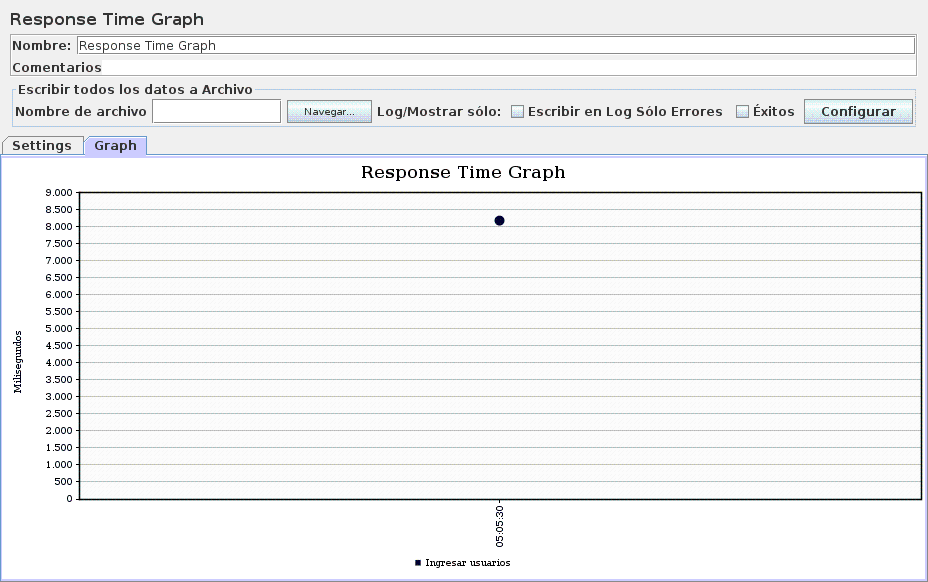 Response Time Graph
Nombre: Response Time Graph
Comentarios
Escribir todos los datos a Archivo
Nombre de archivo Navegar... Log/Mostrar sólo: Escribir en Log Sólo Errores Éxitos Configurar
Settings Graph
Response Time Graph
9.000
8.500
8.000
7.500
7.000
6.500
6.000
5.500
5.000
4.500
4.000
3.500
3.000
2.500
2.000
1.500
1.000
500
0
Milisegundos
05:05:30
Ingresar usuarios